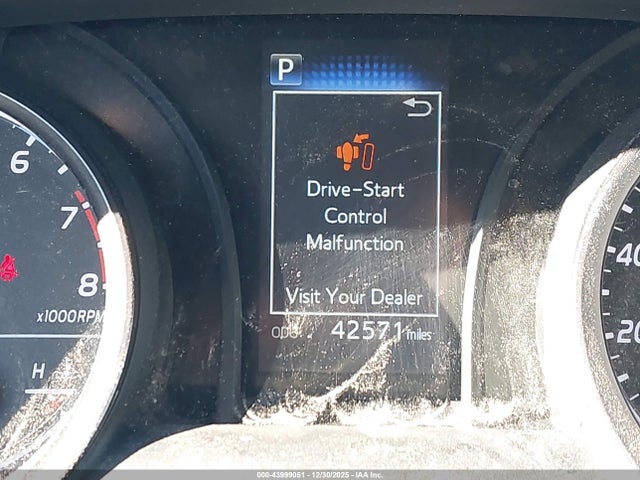 P
6
7
8
x1000RPM
H
Drive-Start
Control
Malfunction
Visit Your Dealer
ODO 42571 miles
40
20
000-43999051 - 12/30/2025 - IAA Inc.